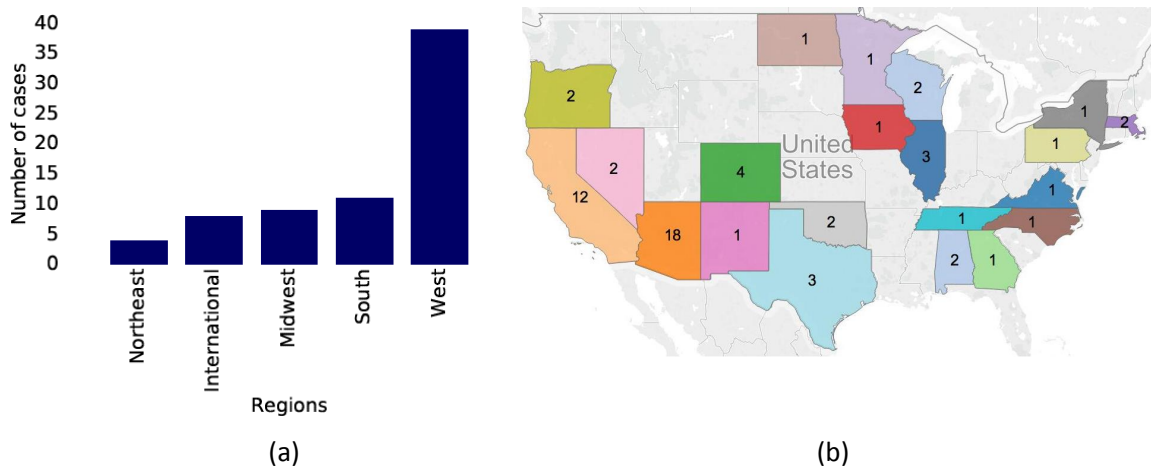 40
35
30
25
20
15
10
5
0
Number of cases
Northeast
International
Midwest
South
West
Regions
(a)
1
1
2
2
1
1
2
United
States
3
1
2
4
12
1
18
1
2
1
1
3
2
1
(b)